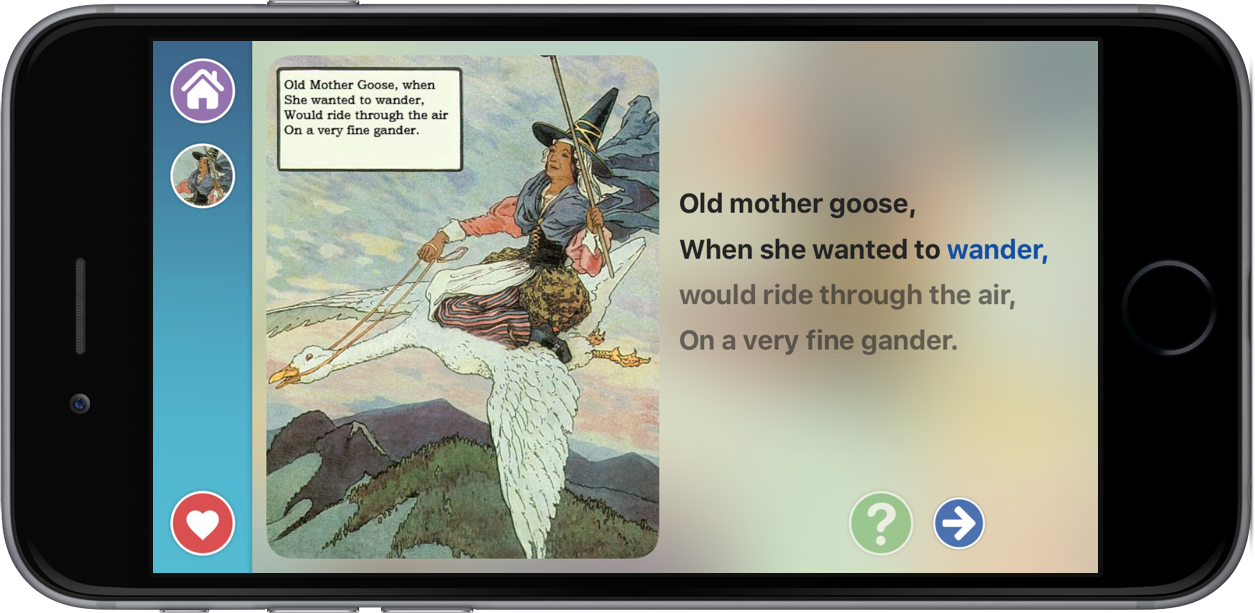 Old Mother Goose, when
She wanted to wander,
Would ride through the air
On a very fine gander.
Old mother goose,
When she wanted to wander,
would ride through the air,
On a very fine gander.
?